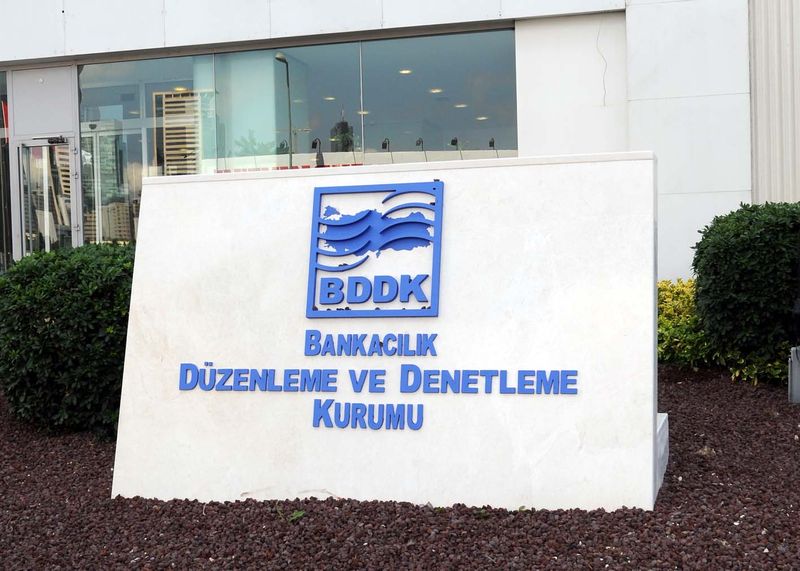 BDDK
BANKACILIK
DÜZENLEME VE DENETLEME
KURUMU